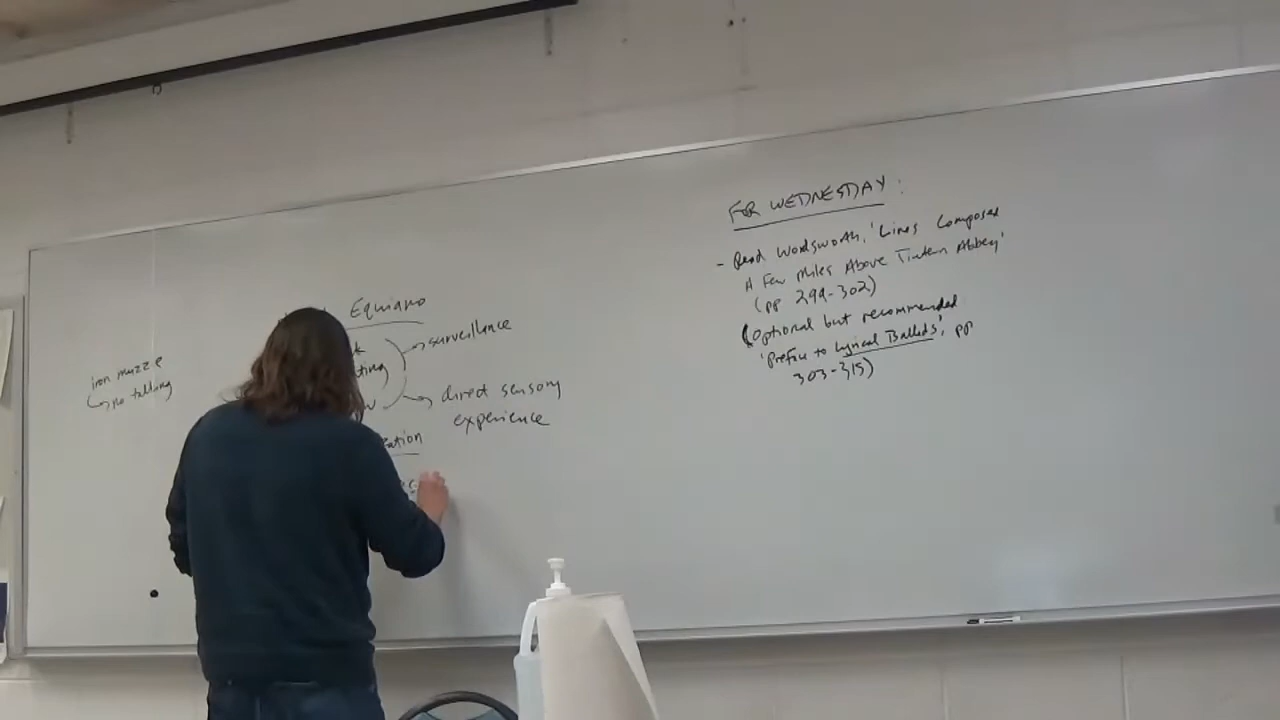 iron muzzle
no talking
Equiano
surveillance
direct sensory
experience
FOR WEDNESDAY:
- Read Wordsworth, 'Lines Composed
A Few Miles Above Tintern Abbey'
(pp 299-302)
(Optional but recommended
'Preface to Lyrical Ballads', pp
303-315)